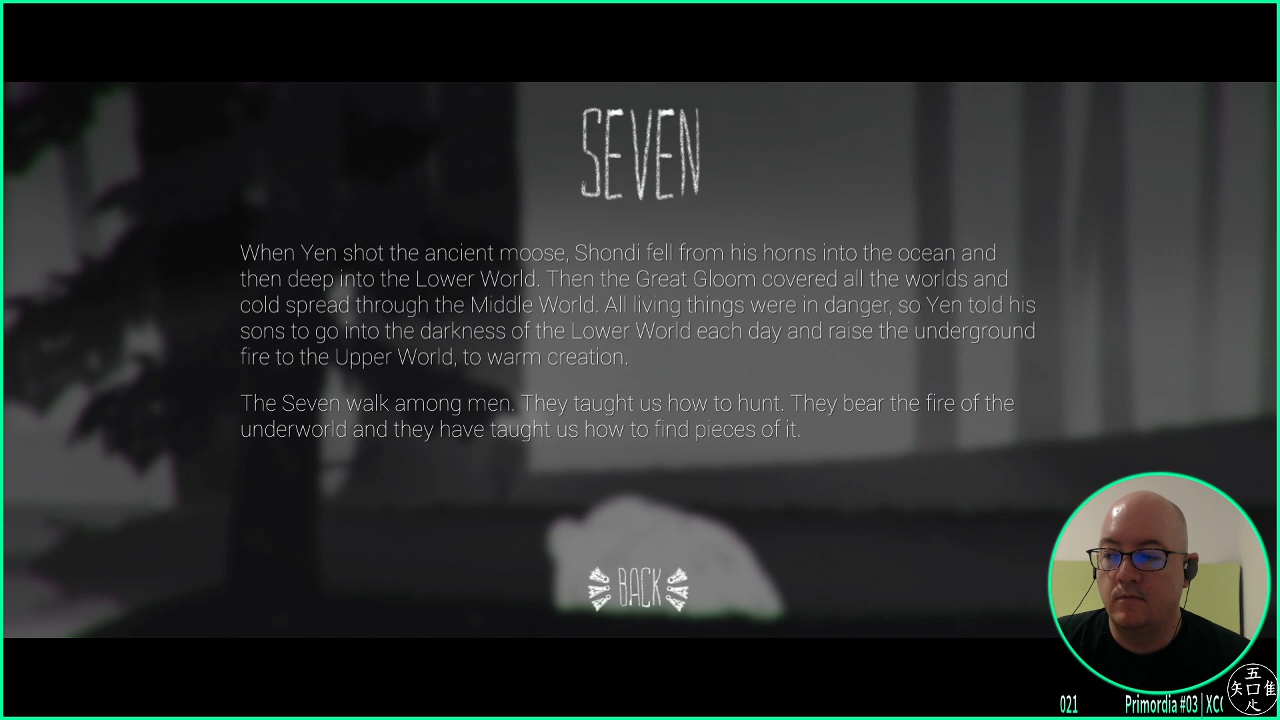 SEVEN
When Yen shot the ancient moose, Shondi fell from his horns into the ocean and
then deep into the Lower World. Then the Great Gloom covered all the worlds and
cold spread through the Middle World. All living things were in danger, so Yen told his
sons to go into the darkness of the Lower World each day and raise the underground
fire to the Upper World, to warm creation.
The Seven walk among men. They taught us how to hunt. They bear the fire of the
underworld and they have taught us how to find pieces of it.
BACK
021 Primordia #03 | XC
五
矢口隹